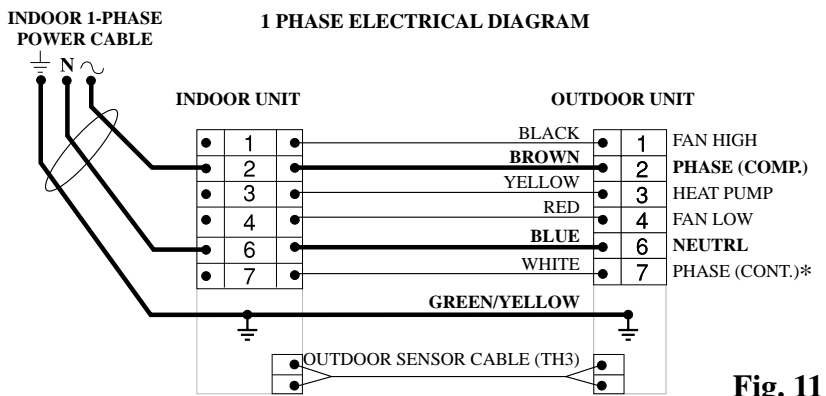 INDOOR 1-PHASE
POWER CABLE
1 PHASE ELECTRICAL DIAGRAM
N
INDOOR UNIT
OUTDOOR UNIT
1 BLACK 1 FAN HIGH
2 BROWN 2 PHASE (COMP.)
3 YELLOW 3 HEAT PUMP
4 RED 4 FAN LOW
6 BLUE 6 NEUTRL
7 WHITE 7 PHASE (CONT.)*
GREEN/YELLOW
OUTDOOR SENSOR CABLE (TH3)
Fig. 11